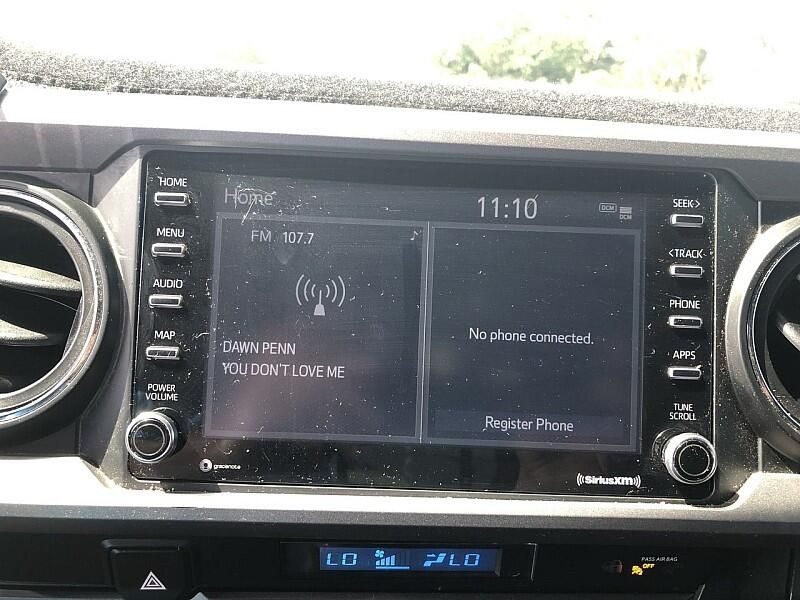 HOME
MENU
AUDIO
MAP
POWER
VOLUME
Home
11:10
DCM
DCM
FM 107.7
DAWN PENN
YOU DON'T LOVE ME
No phone connected.
Register Phone
SEEK>
<TRACK
PHONE
APPS
TUNE
SCROLL
gracenote
((SiriusXM))
LO
LO
PASS AIR BAG
OFF